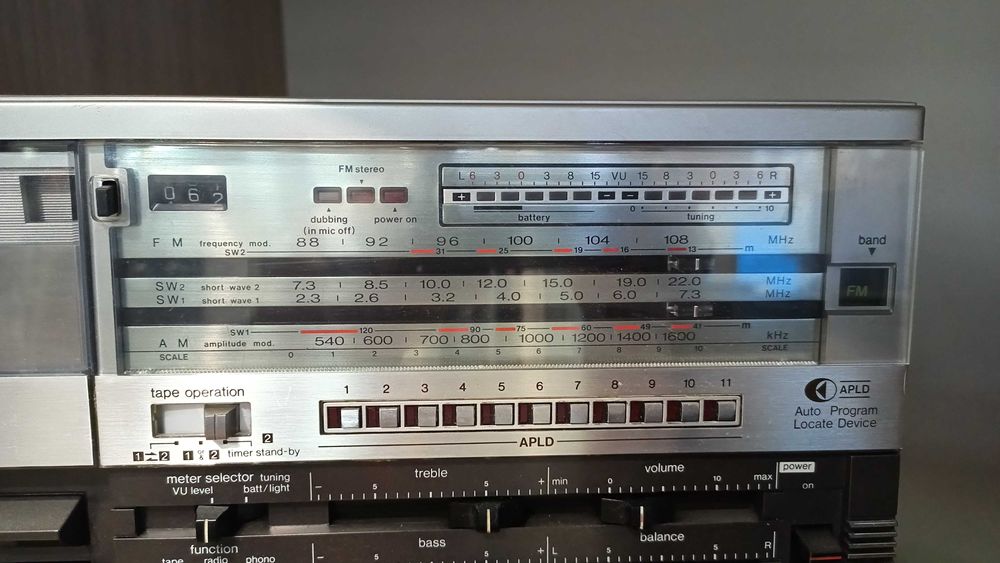 FM stereo
062
dubbing
(in mic off)
power on
L 6 3 0 3 8 15 VU 15 8 3 0 3 6 R
+ - - +
battery 0 tuning 10
FM frequency mod. 88 92 96 100 104 108 MHz
SW2 31 25 19 16 13 m
SW2 short wave 2 7.3 8.5 10.0 12.0 15.0 19.0 22.0 MHz
SW1 short wave 1 2.3 2.6 3.2 4.0 5.0 6.0 7.3 MHz
SW1 120 90 75 60 49 41 m
AM amplitude mod. 540 600 700 800 1000 1200 1400 1600 kHz
SCALE 0 1 2 3 4 5 6 7 8 9 10 SCALE
band
FM
tape operation
1 2 1 or & 2 2
timer stand-by
1 2 3 4 5 6 7 8 9 10 11
APLD
APLD
Auto Program
Locate Device
meter selector tuning
VU level batt/light
treble
- 5 5 +
volume
min 0 10 max
power
on
function
tape radio phono
bass
- 5 5 +
balance
L 5 5 R